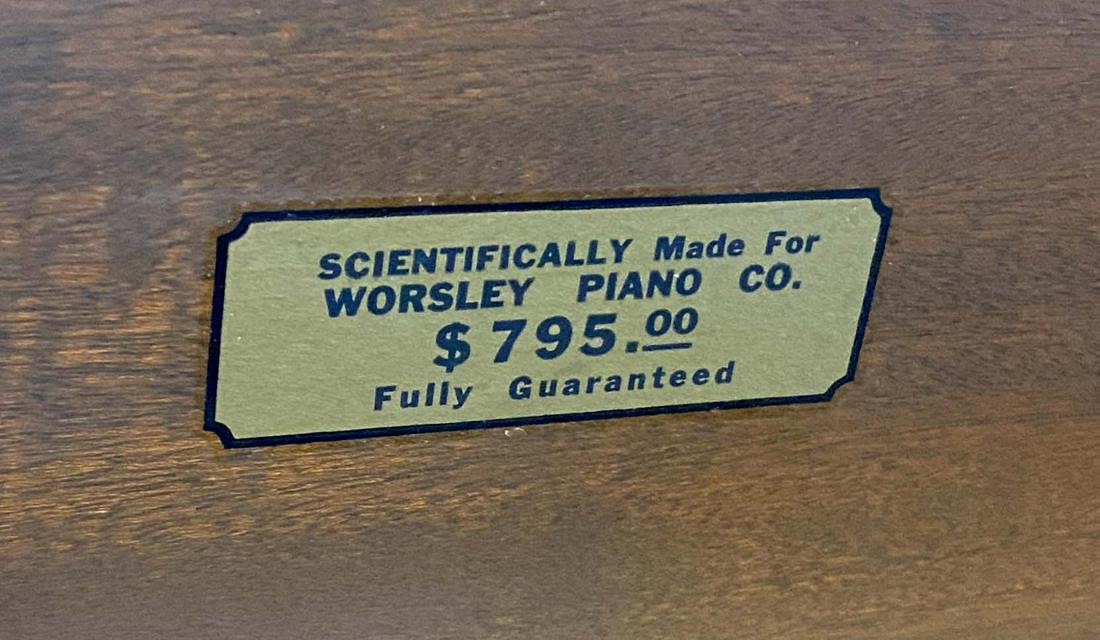 SCIENTIFICALLY Made For
WORSLEY PIANO CO.
$795.00
Fully Guaranteed